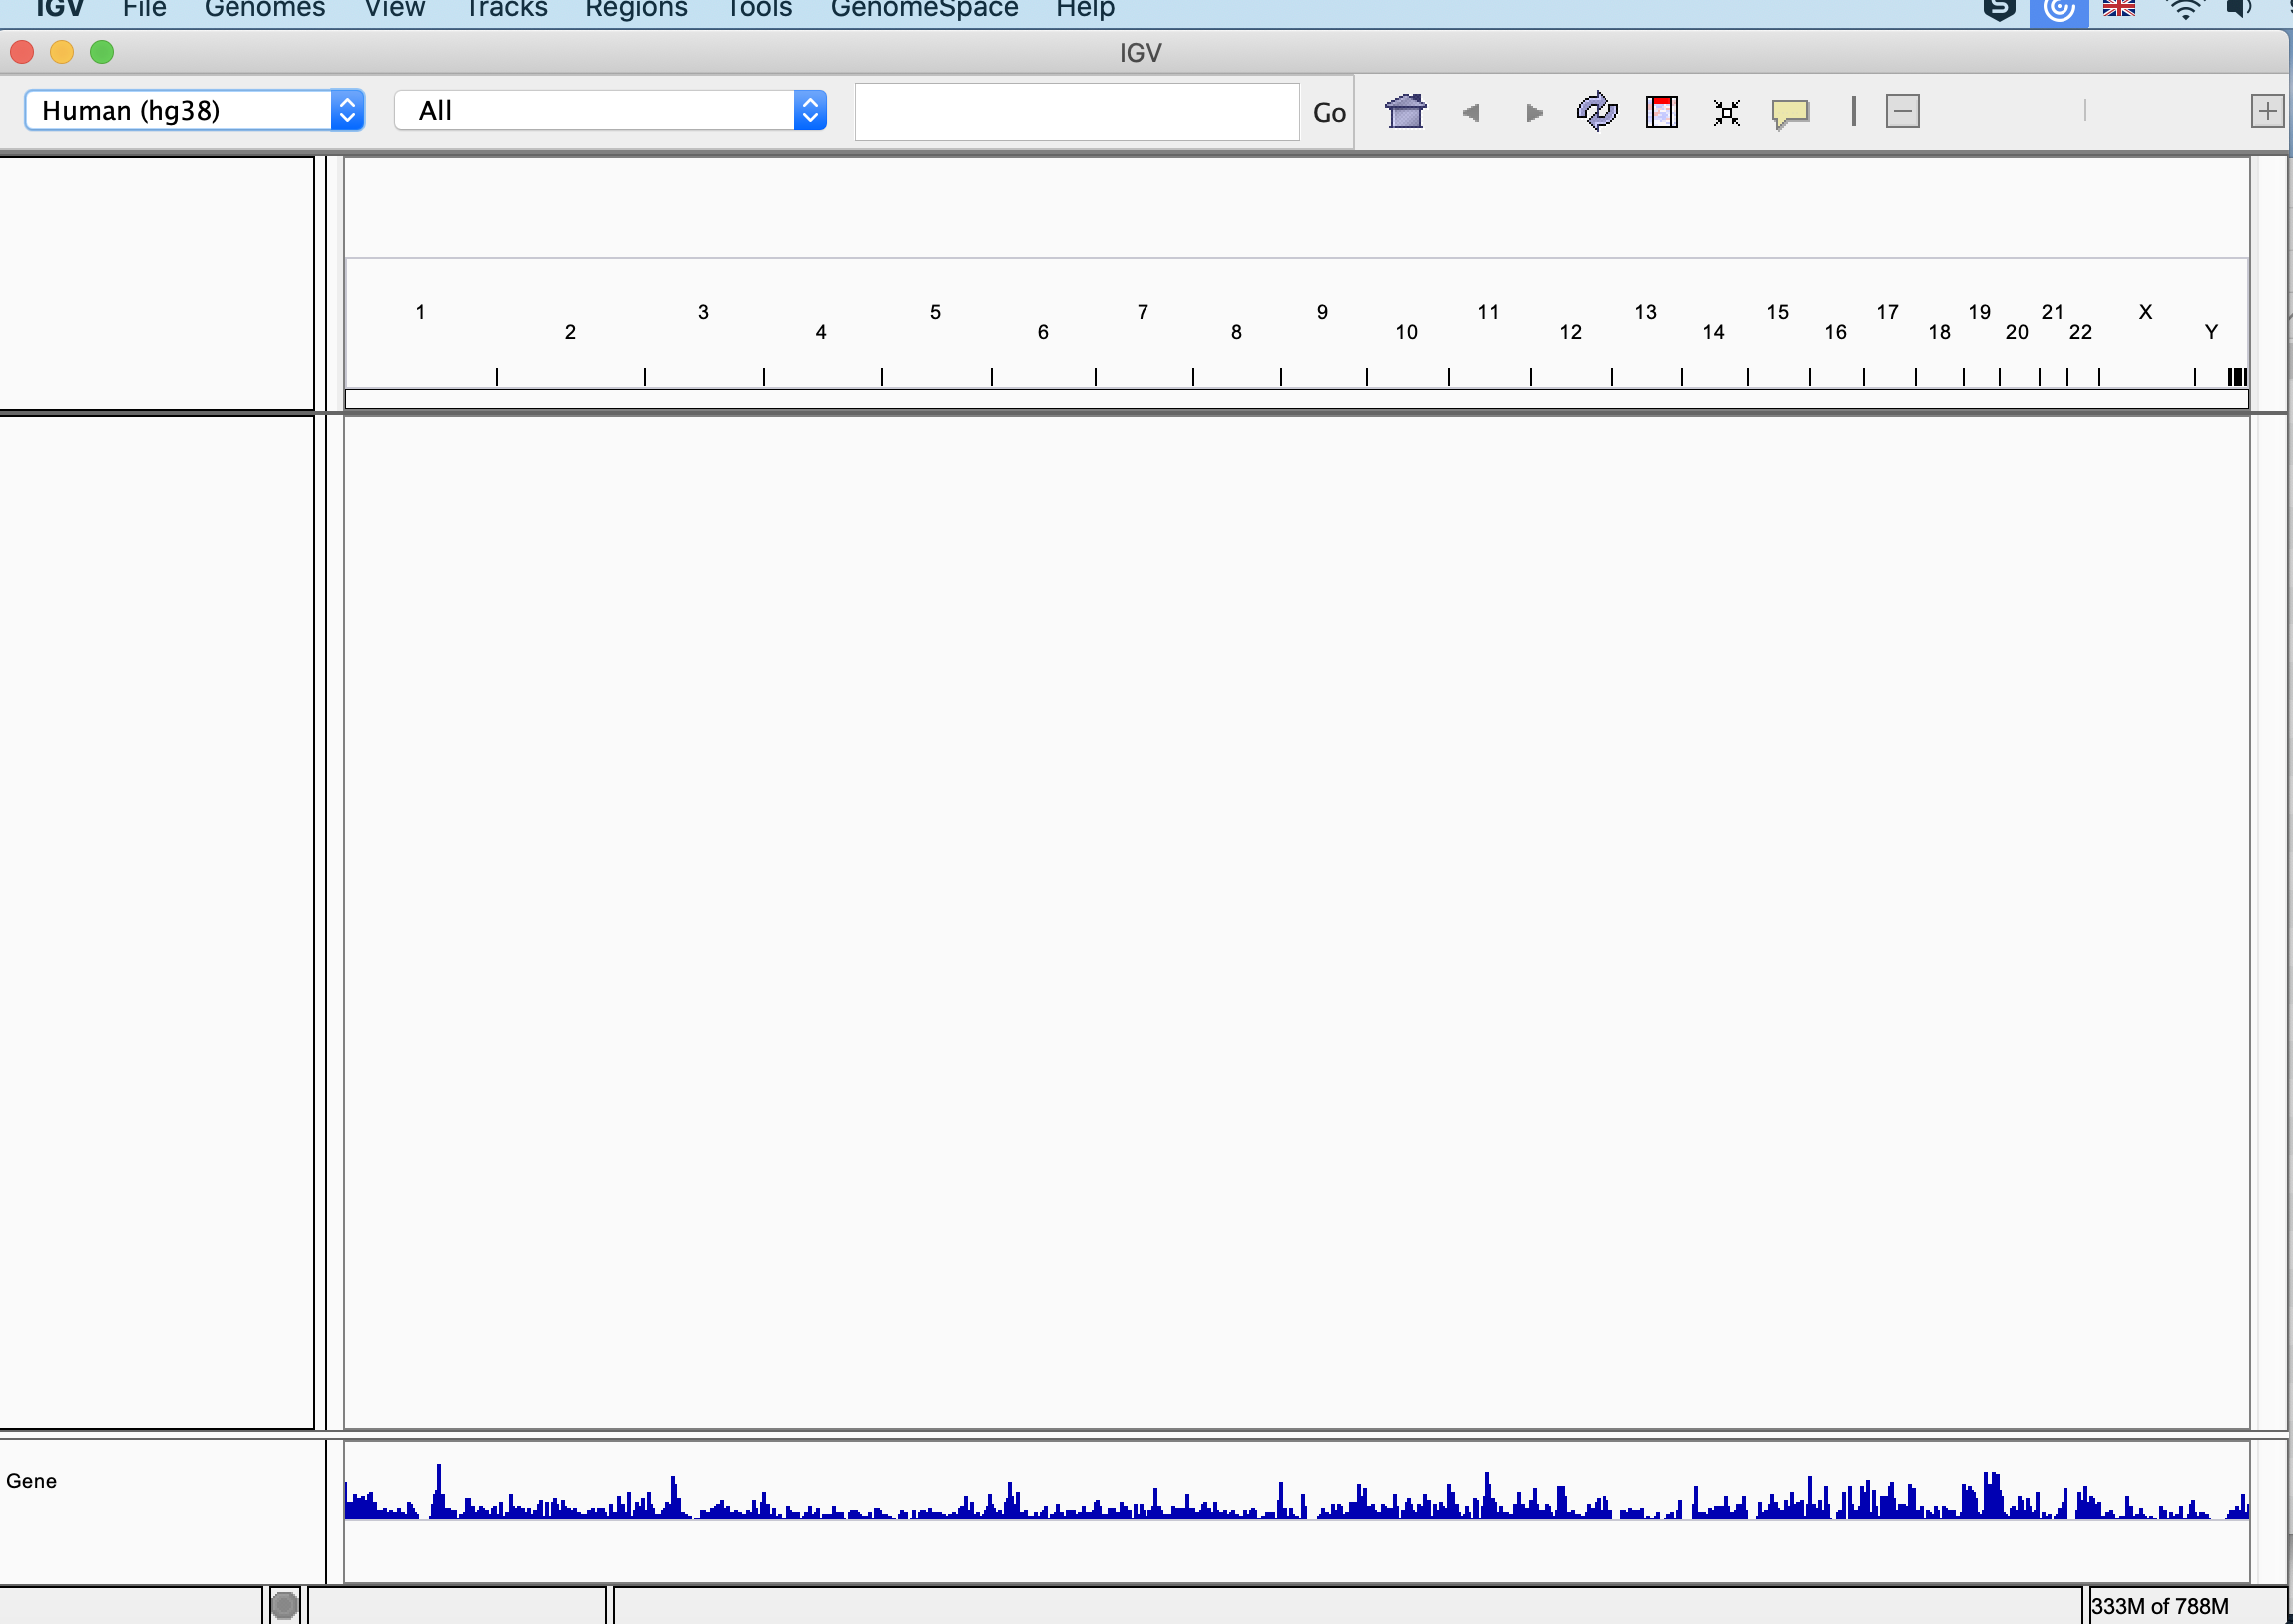 IGV File Genomes View Tracks Regions Tools GenomeSpace Help
IGV
Human (hg38) All Go
1 3 5 7 9 11 13 15 17 19 21 X
2 4 6 8 10 12 14 16 18 20 22 Y
Gene
333M of 788M